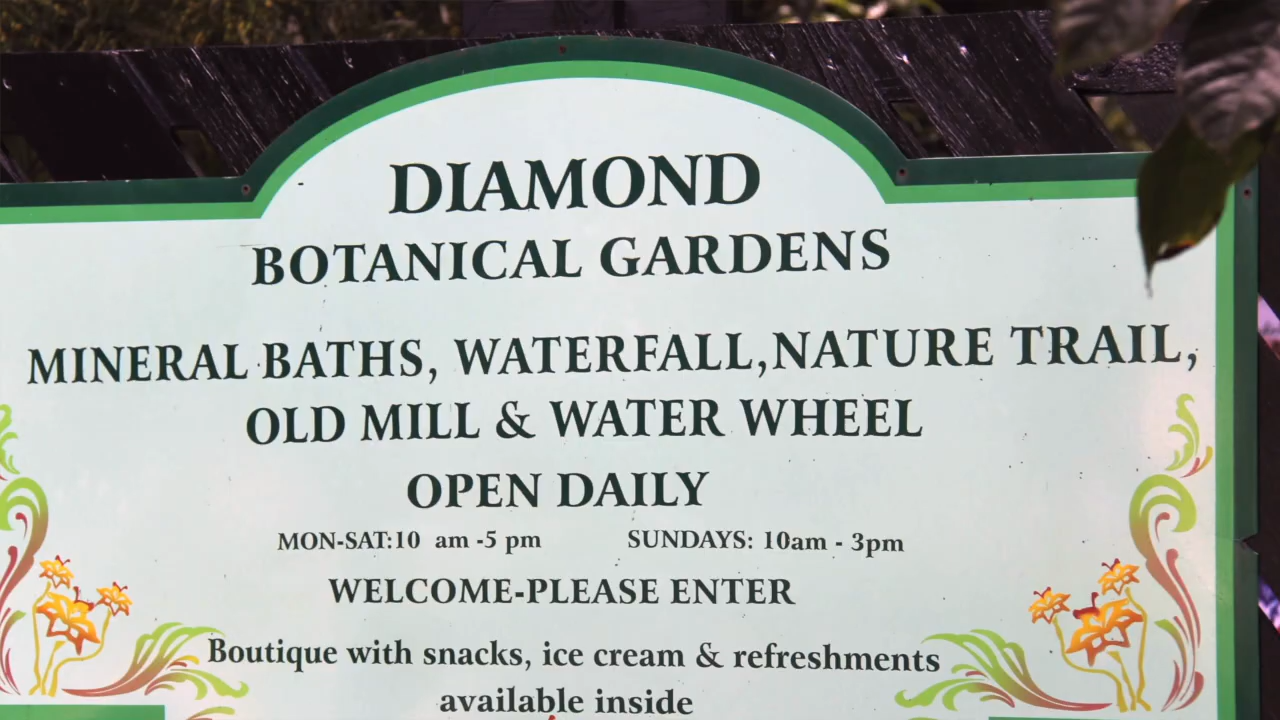 DIAMOND
BOTANICAL GARDENS
MINERAL BATHS, WATERFALL,NATURE TRAIL,
OLD MILL & WATER WHEEL
OPEN DAILY
MON-SAT:10 am -5 pm SUNDAYS: 10am - 3pm
WELCOME-PLEASE ENTER
Boutique with snacks, ice cream & refreshments
available inside